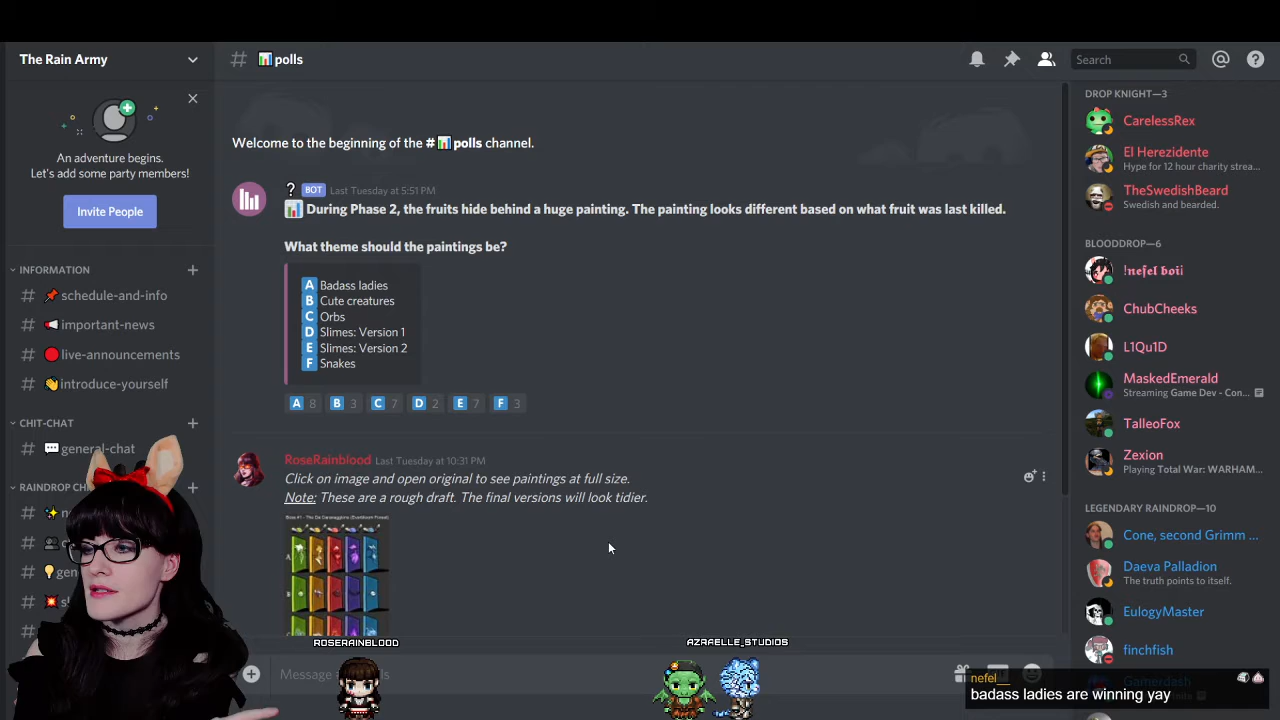 The Rain Army
An adventure begins.
Let's add some party members!
Invite People
INFORMATION
schedule-and-info
important-news
live-announcements
introduce-yourself
CHIT-CHAT
general-chat
RAINDROP CH
polls
Search
Welcome to the beginning of the # polls channel.
? BOT Last Tuesday at 5:51 PM
During Phase 2, the fruits hide behind a huge painting. The painting looks different based on what fruit was last killed.
What theme should the paintings be?
A Badass ladies
B Cute creatures
C Orbs
D Slimes: Version 1
E Slimes: Version 2
F Snakes
A 8 B 3 C 7 D 2 E 7 F 3
RoseRainblood Last Tuesday at 10:31 PM
Click on image and open original to see paintings at full size.
Note: These are a rough draft. The final versions will look tidier.
Message
ROSERAINBLOOD
AZRAELLE_STUDIOS
DROP KNIGHT—3
CarelessRex
El Herezidente
Hype for 12 hour charity strea...
TheSwedishBeard
Swedish and bearded.
BLOODDROP—6
!nefel boii
ChubCheeks
L1Qu1D
MaskedEmerald
Streaming Game Dev - Con...
TalleoFox
Zexion
Playing Total War: WARHAM...
LEGENDARY RAINDROP—10
Cone, second Grimm ...
Daeva Palladion
The truth points to itself.
EulogyMaster
finchfish
nefel__
badass ladies are winning yay